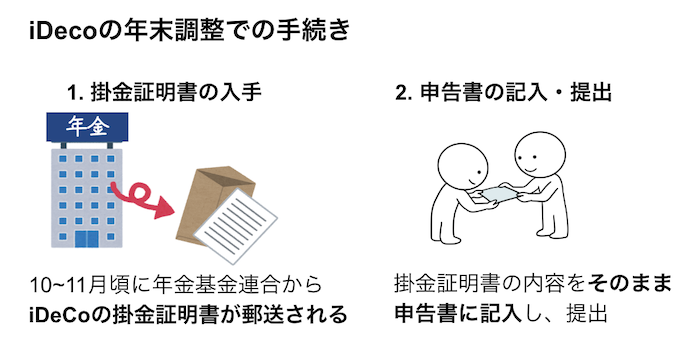 iDecoの年末調整での手続き
1. 掛金証明書の入手
年金
10~11月頃に年金基金連合から
iDeCoの掛金証明書が郵送される
2. 申告書の記入・提出
掛金証明書の内容をそのまま
申告書に記入し、提出